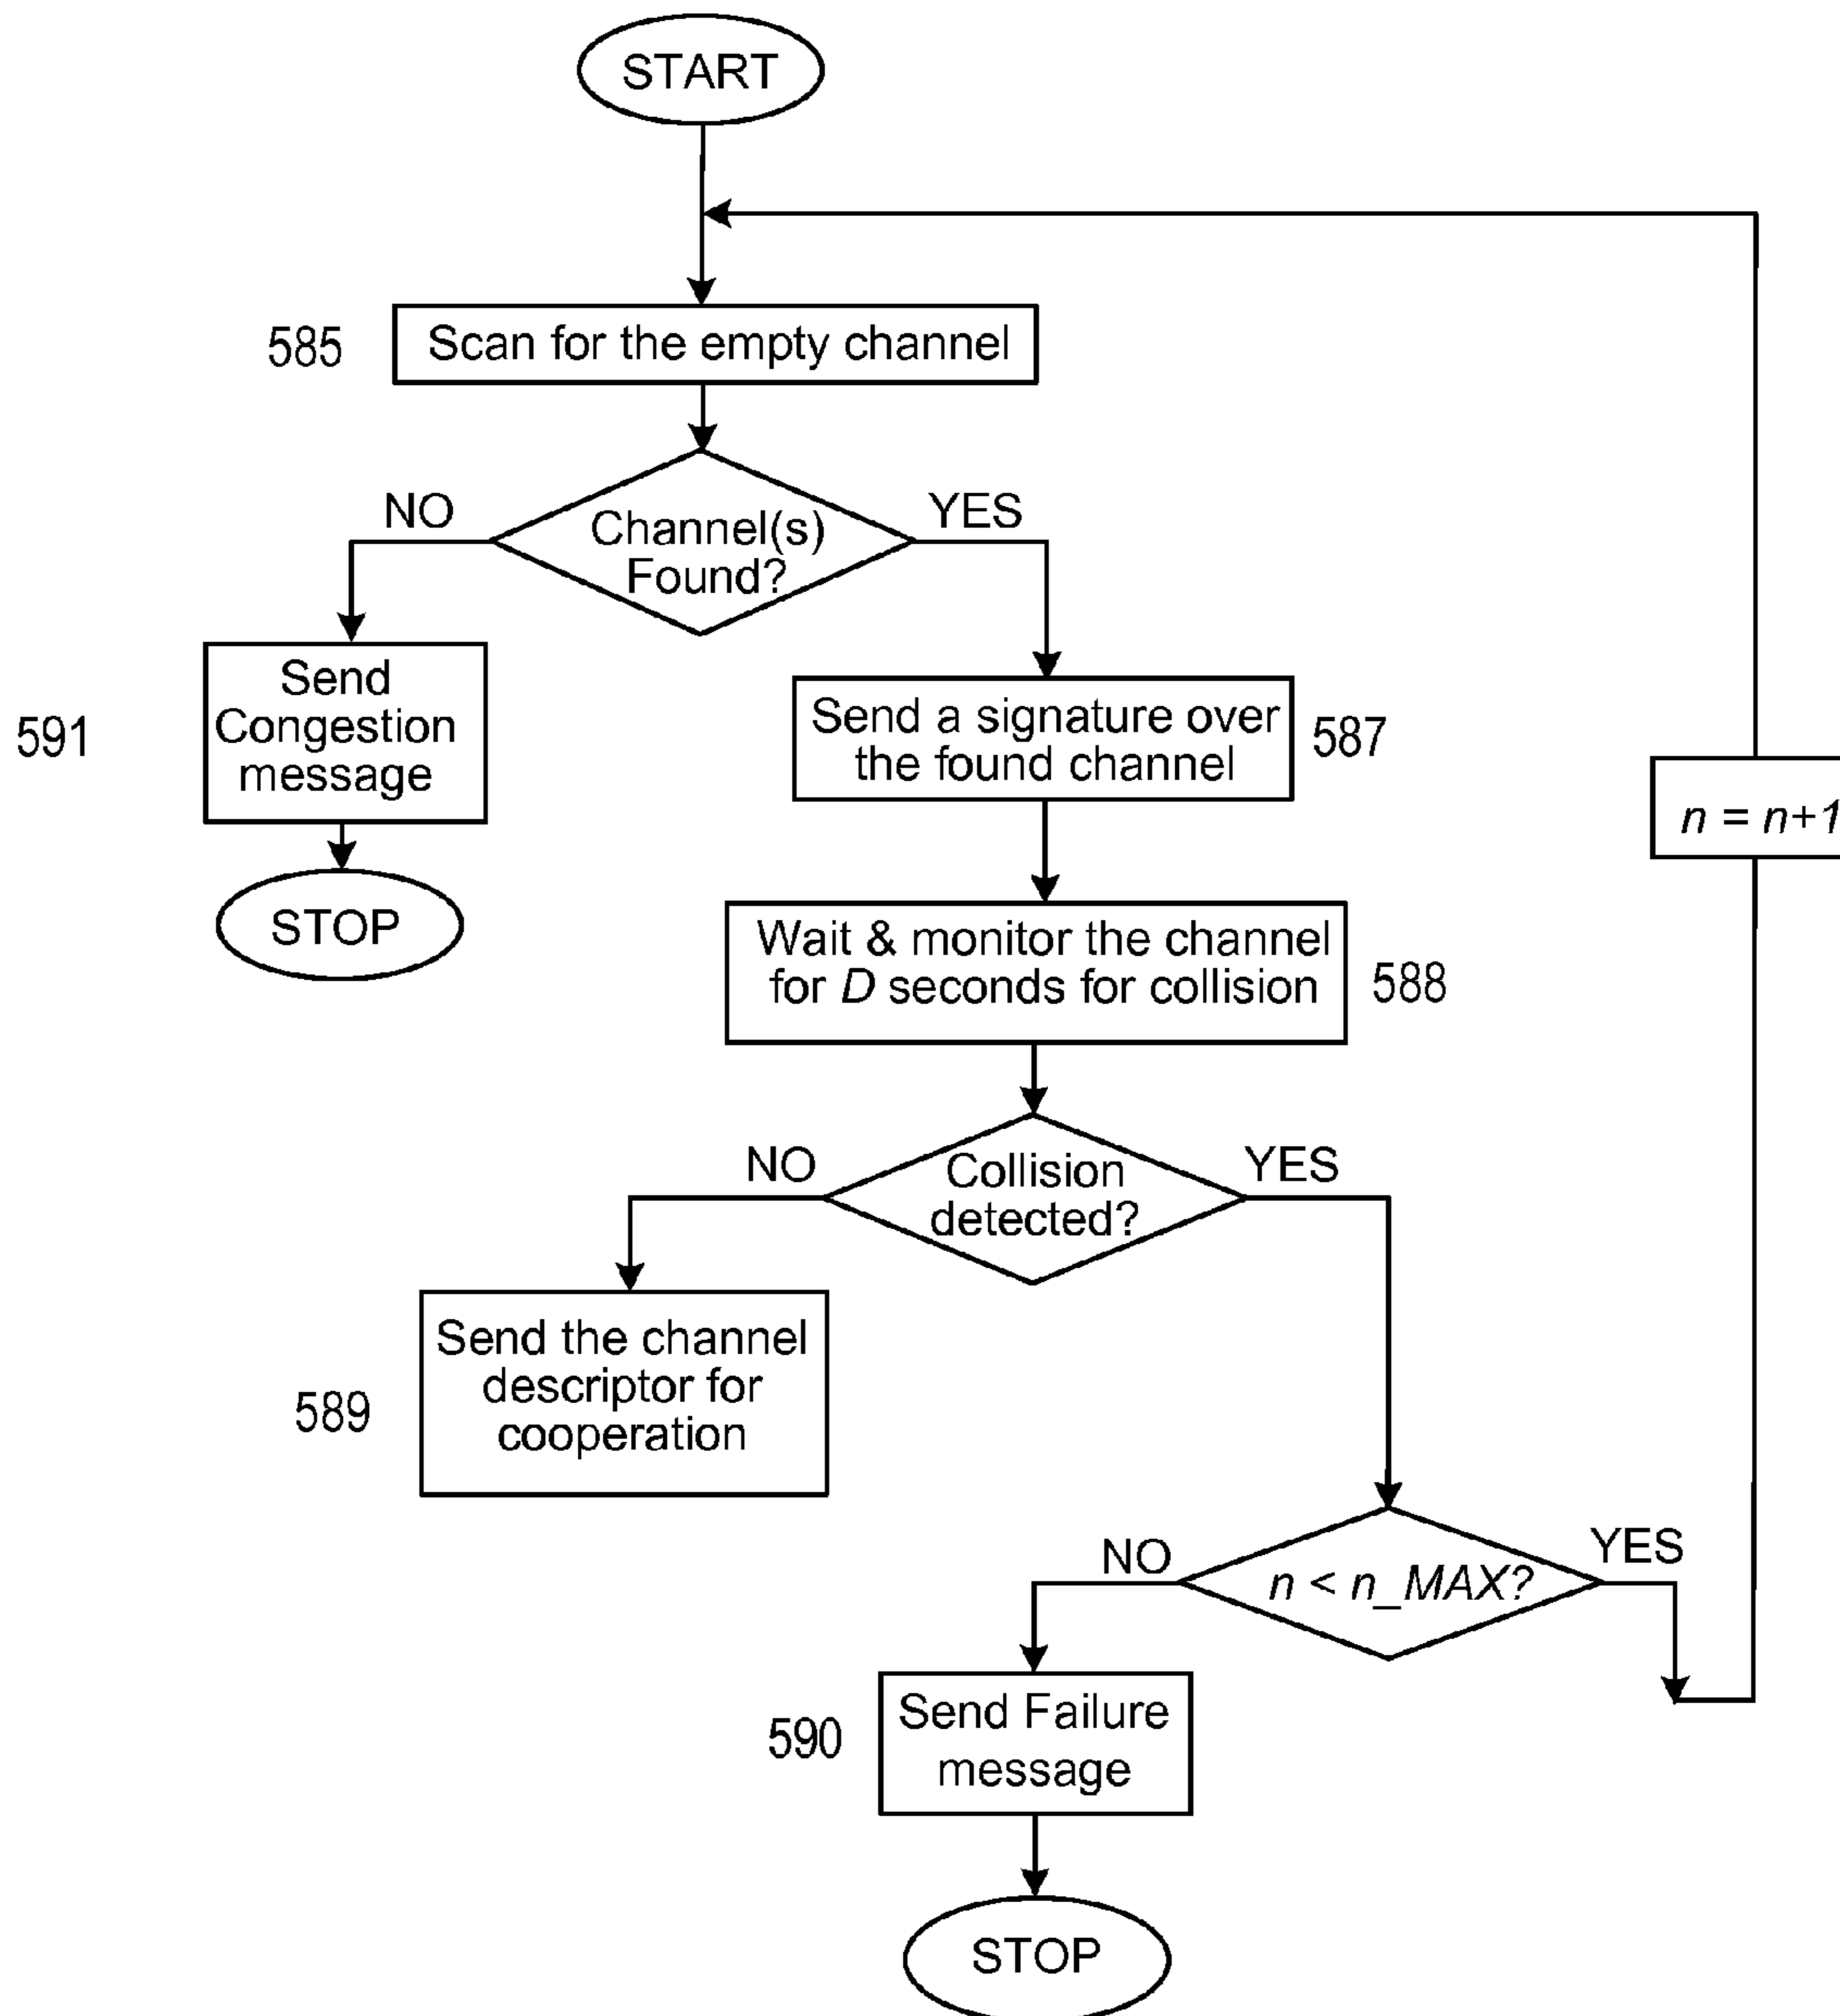 START
585
Scan for the empty channel
NO
YES
Channel(s)
Found?
591
Send
Congestion
message
Send a signature over
the found channel
587
n = n+1
STOP
Wait & monitor the channel
for D seconds for collision
588
NO
YES
Collision
detected?
589
Send the channel
descriptor for
cooperation
NO
YES
n < n_MAX?
590
Send Failure
message
STOP